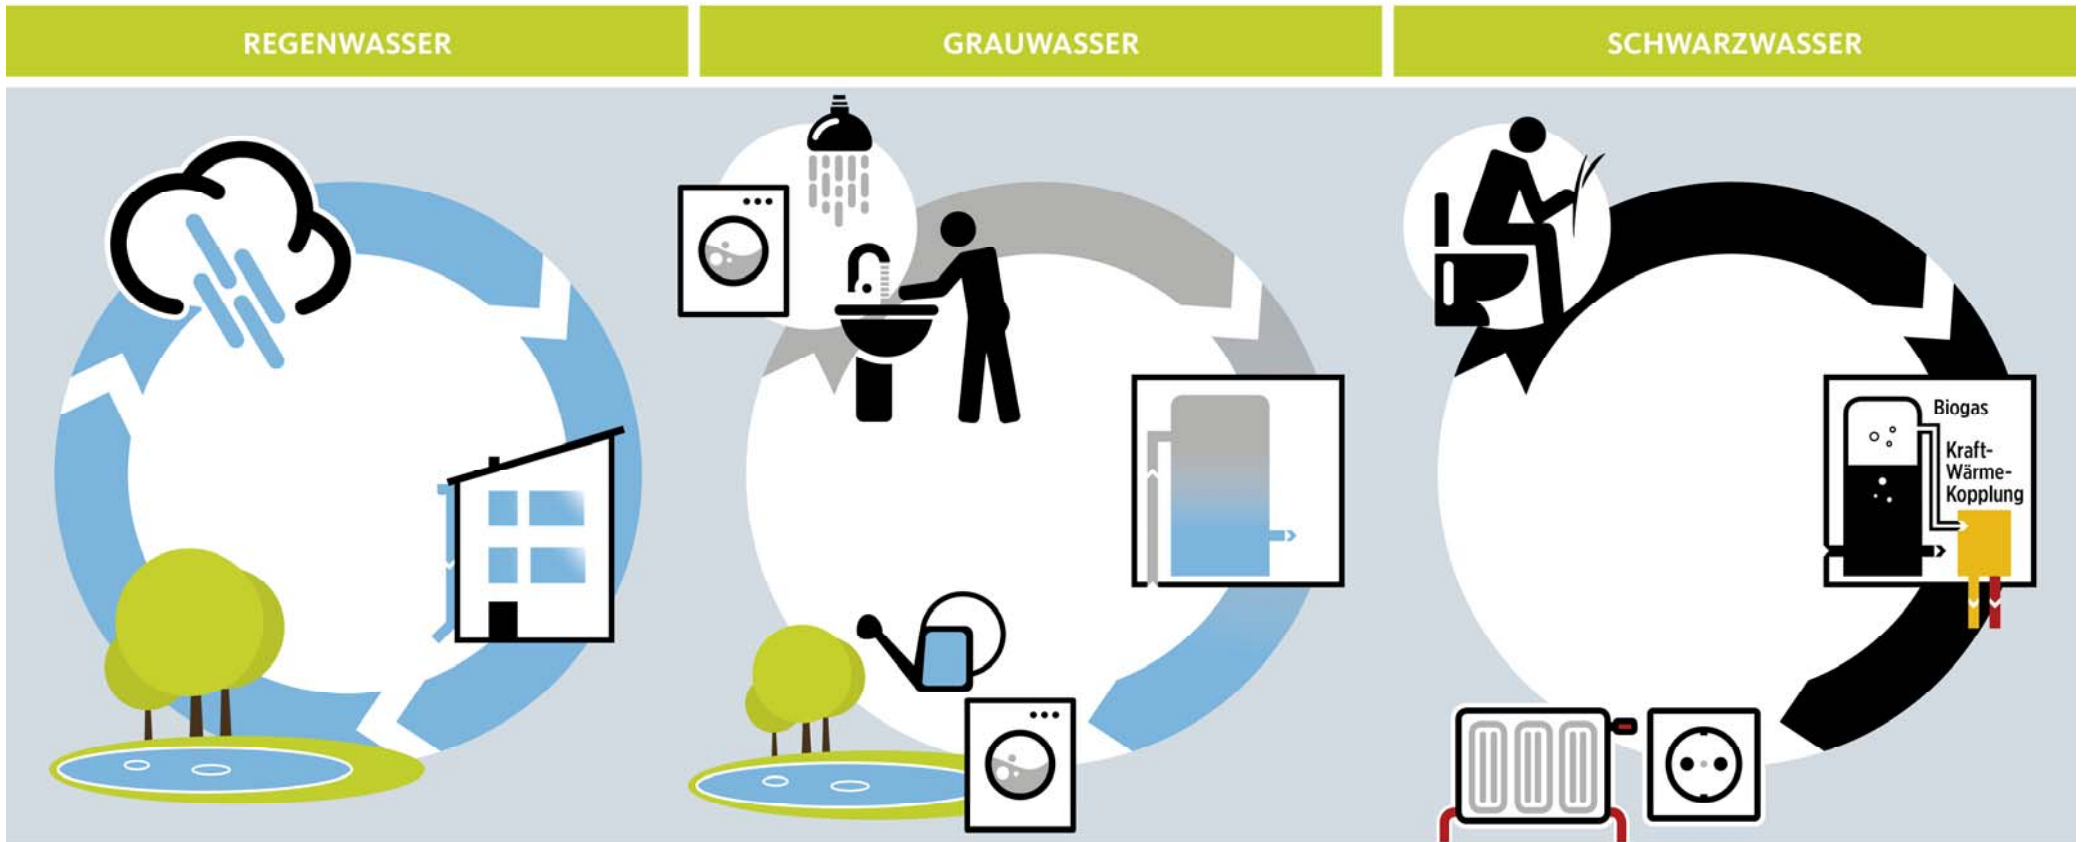 REGENWASSER
GRAUWASSER
SCHWARZWASSER
Biogas
Kraft-
Wärme-
Kopplung